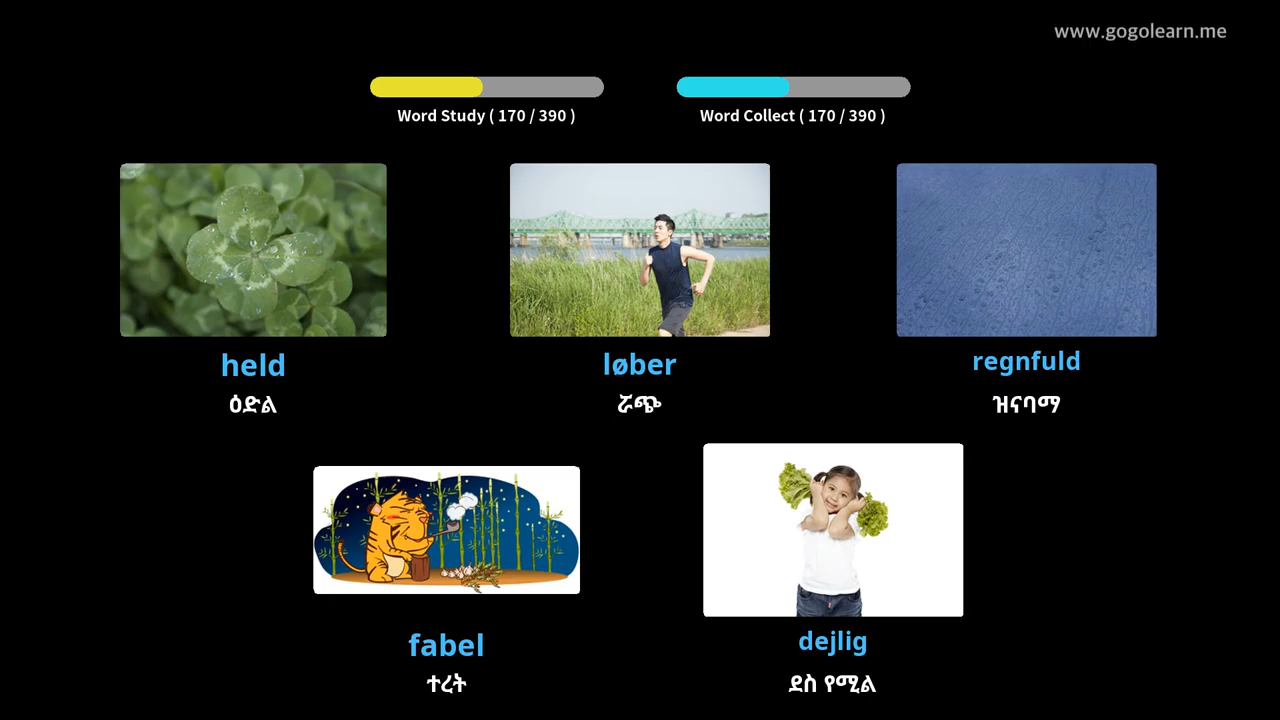 www.gogolearn.me
Word Study ( 170 / 390 )
Word Collect ( 170 / 390 )
held
løber
regnfuld
ዕድል
ሯጭ
ዝናባማ
fabel
dejlig
ተረት
ደስ የሚል